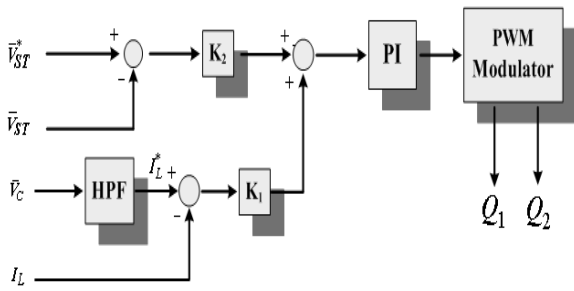 V̄*ST + − K2 + - + PI PWM Modulator
V̄ST
V̄C HPF I*L + − K1
IL
Q1 Q2